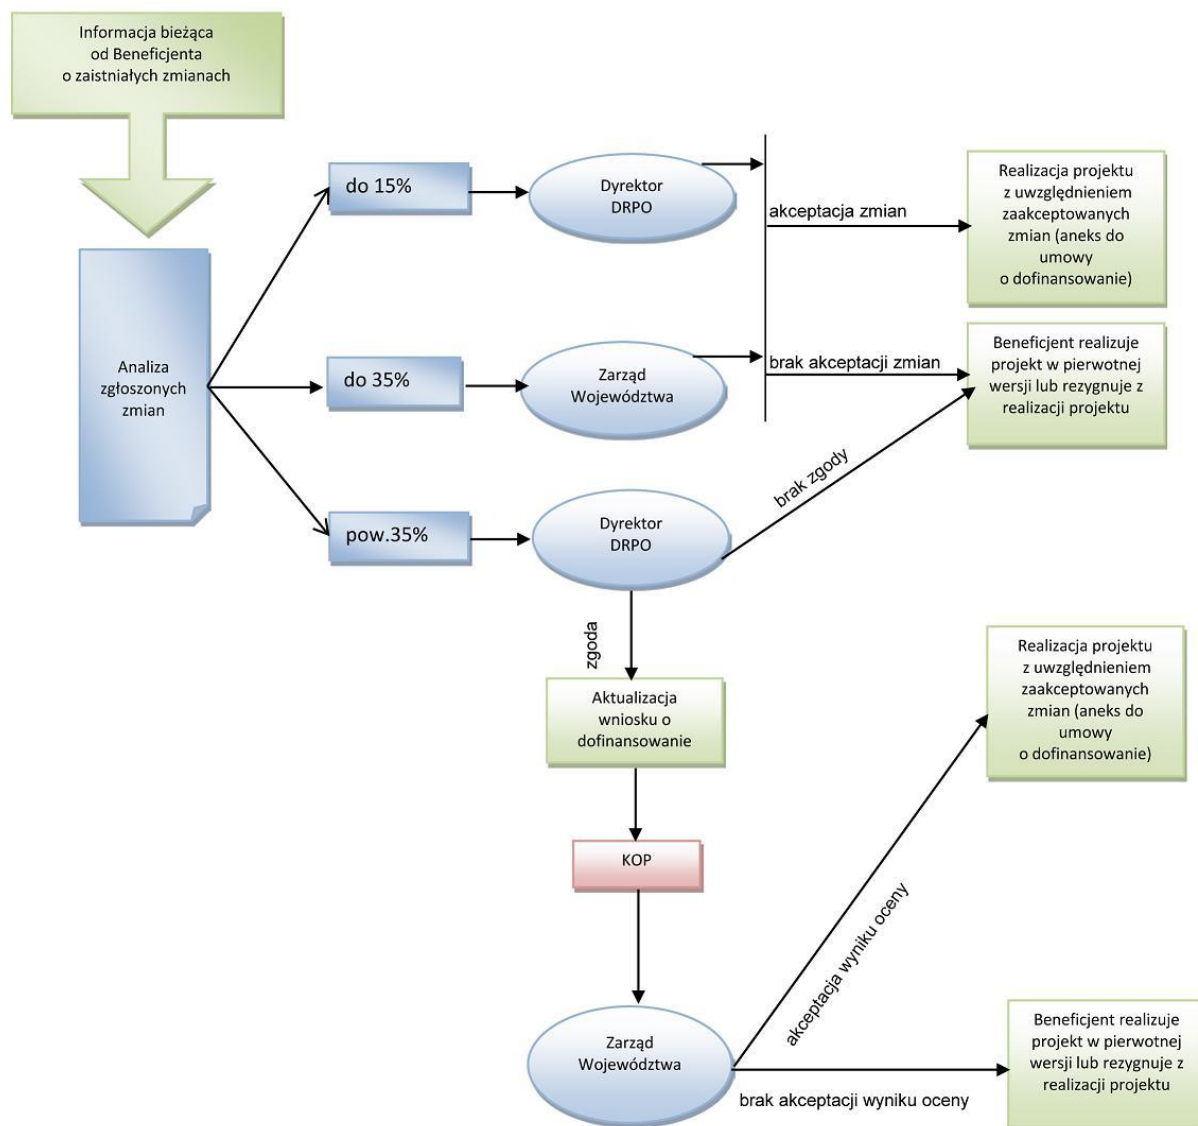 Informacja bieżąca
od Beneficjenta
o zaistniałych zmianach
Analiza
zgłoszonych
zmian
do 15%
Dyrektor
DRPO
akceptacja zmian
Realizacja projektu
z uwzględnieniem
zaakceptowanych
zmian (aneks do
umowy
o dofinansowanie)
do 35%
Zarząd
Województwa
brak akceptacji zmian
Beneficjent realizuje
projekt w pierwotnej
wersji lub rezygnuje z
realizacji projektu
pow.35%
Dyrektor
DRPO
brak zgody
zgoda
Aktualizacja
wniosku o
dofinansowanie
KOP
Zarząd
Województwa
akceptacja wyniku oceny
Realizacja projektu
z uwzględnieniem
zaakceptowanych
zmian (aneks do
umowy
o dofinansowanie)
brak akceptacji wyniku oceny
Beneficjent realizuje
projekt w pierwotnej
wersji lub rezygnuje z
realizacji projektu